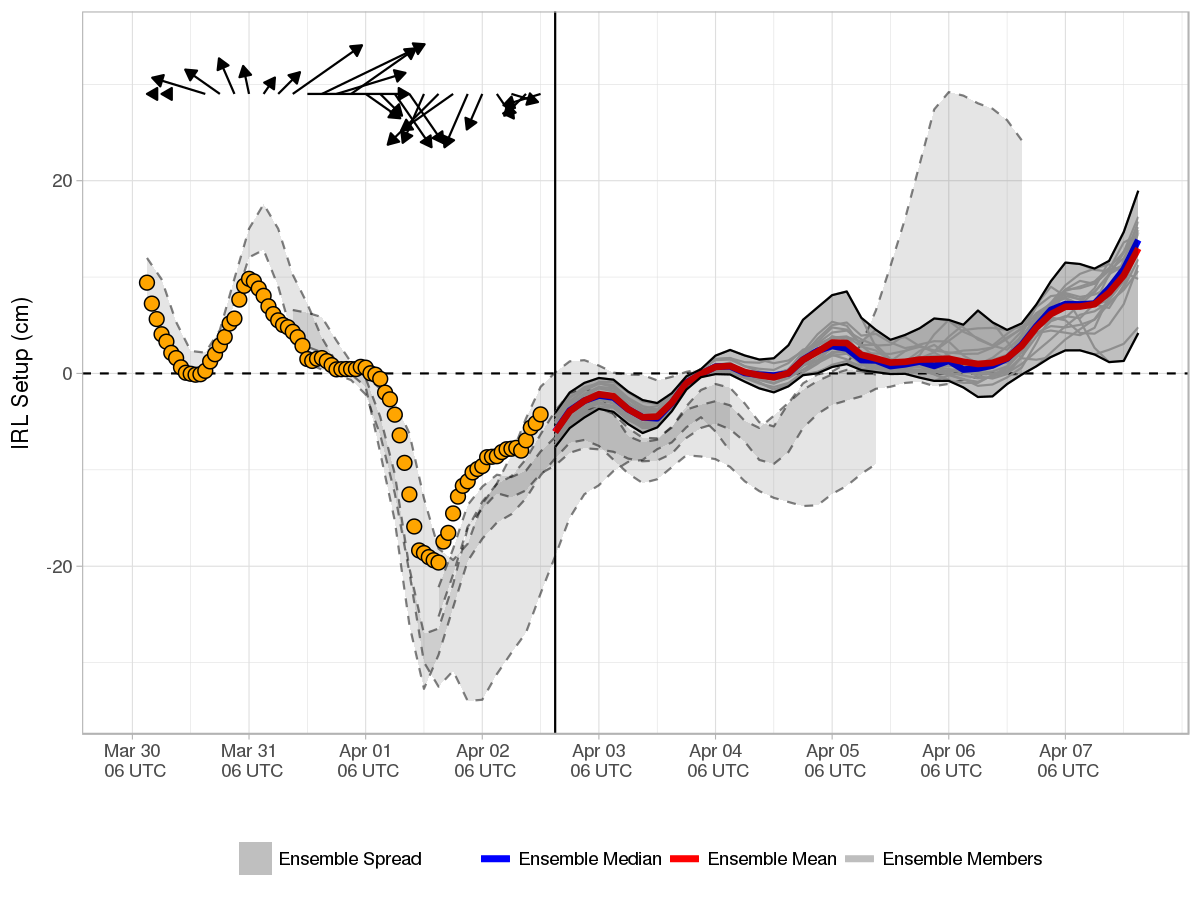 IRL Setup (cm)
20
0
-20
Mar 30 Mar 31 Apr 01 Apr 02 Apr 03 Apr 04 Apr 05 Apr 06 Apr 07
06 UTC 06 UTC 06 UTC 06 UTC 06 UTC 06 UTC 06 UTC 06 UTC 06 UTC
Ensemble Spread Ensemble Median Ensemble Mean Ensemble Members